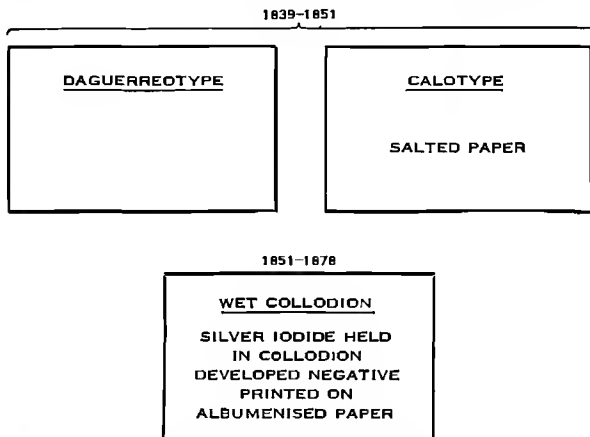 1839-1851
DAGUERREOTYPE
CALOTYPE
SALTED PAPER
1851-1878
WET COLLODION
SILVER IODIDE HELD
IN COLLODION
DEVELOPED NEGATIVE
PRINTED ON
ALBUMENISED PAPER